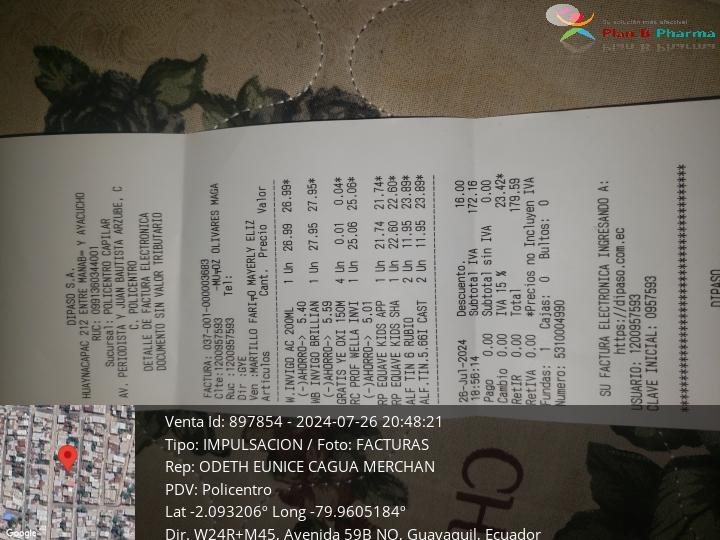 Su solución más efectiva!
Plan B Pharma
DIPASO S.A.
HUAYNACAPAC 212 ENTRE MANAB= Y AYACUCHO
RUC: 0991360344001
Sucursal: POLICENTRO CAPILAR
AV. PERIODISTA Y JUAN BAUTISTA ARZUBE, C
C. POLICENTRO
DETALLE DE FACTURA ELECTRONICA
DOCUMENTO SIN VALOR TRIBUTARIO
FACTURA: 037-001-000003683
Clte:1200957593 -MU+OZ OLIVARES MAGA
Ruc :1200957593 Tel:
Dir :GYE
Ven :MARTILLO FARI+O MAYERLY ELIZ
Articulos Cant. Precio Valor
W.INVIGO AC 200ML 1 Un 26.99 26.99*
(-)AHORRO-> 5.40
WB INVIGO BRILLIAN 1 Un 27.95 27.95*
(-)AHORRO-> 5.59
GRATIS YE OXI 150M 4 Un 0.01 0.04*
RC PROF WELLA INVI 1 Un 25.06 25.06*
(-)AHORRO-> 5.01
RP EQUAVE KIDS APP 1 Un 21.74 21.74*
RP EQUAVE KIDS SHA 1 Un 22.60 22.60*
ALF TTN 6 RUBIO 2 Un 11.95 23.89*
ALF.TTN.5.66I CAST 2 Un 11.95 23.89*
26-Jul-2024 Descuento: 16.00
18:56:14 Subtotal IVA 172.16
Pago 0.00 Subtotal sin IVA 0.00
Cambio 0.00 IVA 15 % 23.42*
RetIR 0.00 Total 179.59
RetIVA 0.00 *Precios no Incluyen IVA
Fundas: 1 Cajas: 0 Bultos: 0
Numero: 5310004990
SU FACTURA ELECTRONICA INGRESANDO A:
https://dipaso.com.ec
USUARIO: 1200957593
CLAVE INICIAL: 0957593
DIPASO
CH
Google
Venta Id: 897854 - 2024-07-26 20:48:21
Tipo: IMPULSACION / Foto: FACTURAS
Rep: ODETH EUNICE CAGUA MERCHAN
PDV: Policentro
Lat -2.093206° Long -79.9605184°
Dir. W24R+M45, Avenida 59B NO, Guayaquil, Ecuador